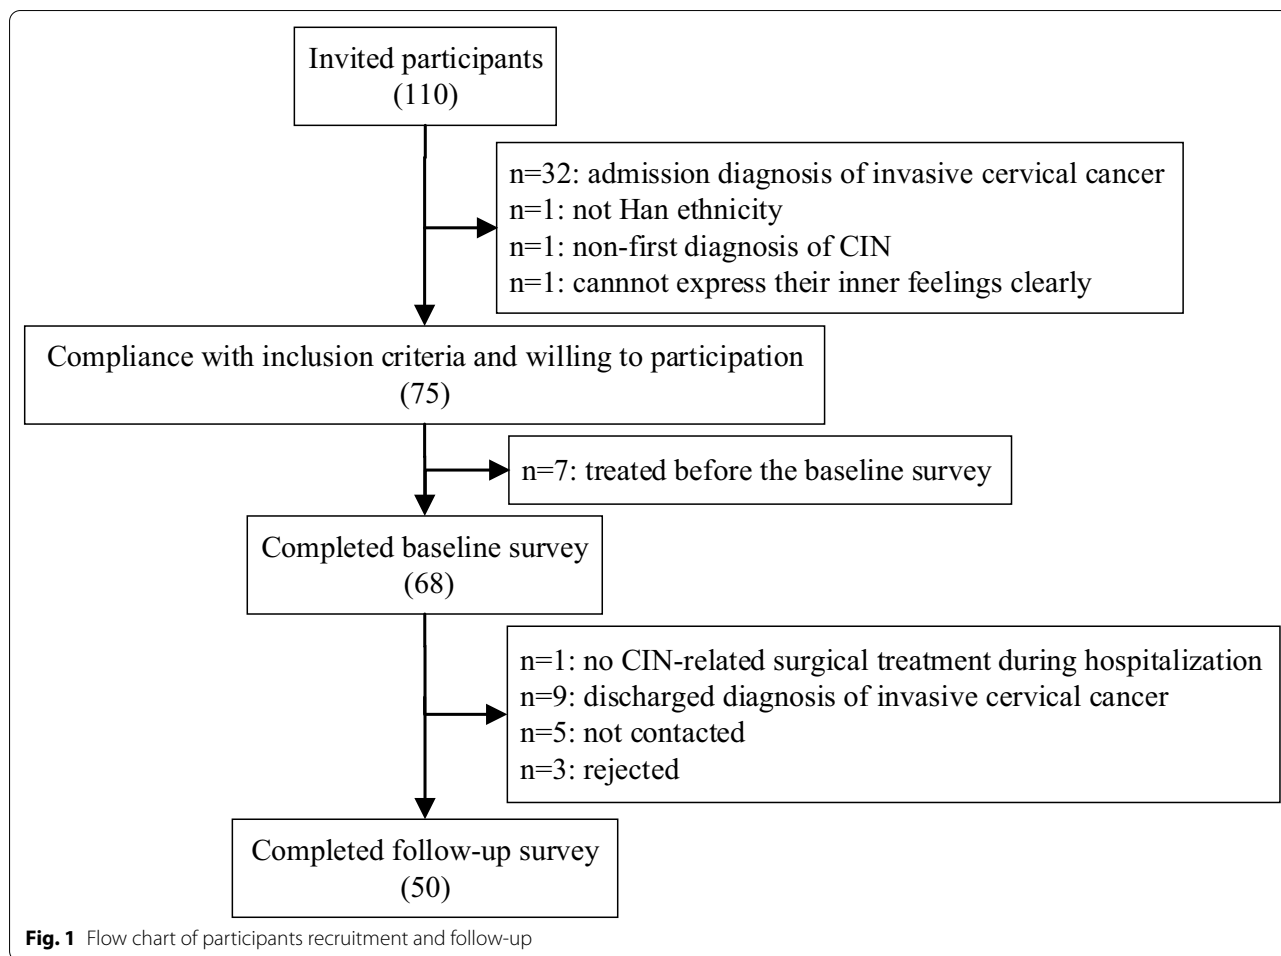 Invited participants
(110)
n=32: admission diagnosis of invasive cervical cancer
n=1: not Han ethnicity
n=1: non-first diagnosis of CIN
n=1: cannnot express their inner feelings clearly
Compliance with inclusion criteria and willing to participation
(75)
n=7: treated before the baseline survey
Completed baseline survey
(68)
n=1: no CIN-related surgical treatment during hospitalization
n=9: discharged diagnosis of invasive cervical cancer
n=5: not contacted
n=3: rejected
Completed follow-up survey
(50)
Fig. 1 Flow chart of participants recruitment and follow-up